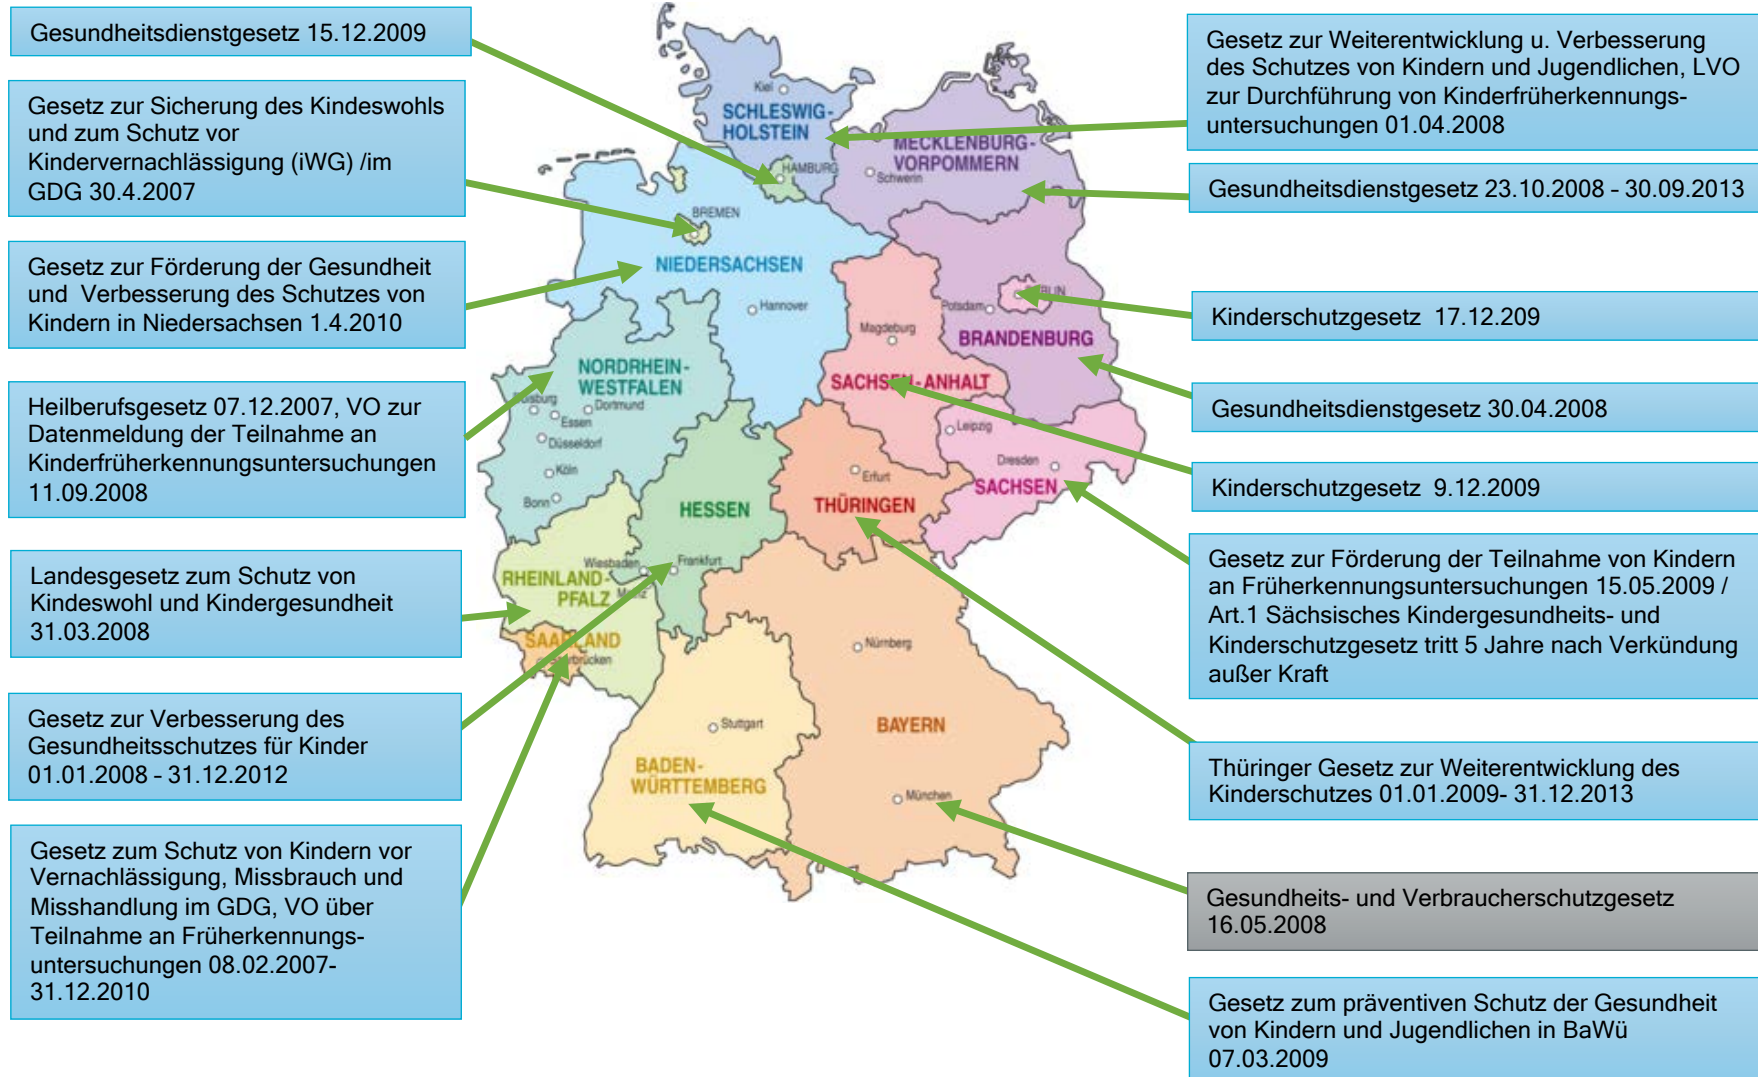 Gesundheitsdienstgesetz 15.12.2009
Gesetz zur Sicherung des Kindeswohls
und zum Schutz vor
Kindervernachlässigung (iWG) /im
GDG 30.4.2007
Gesetz zur Förderung der Gesundheit
und Verbesserung des Schutzes von
Kindern in Niedersachsen 1.4.2010
Heilberufsgesetz 07.12.2007, VO zur
Datenmeldung der Teilnahme an
Kinderfrüherkennungsuntersuchungen
11.09.2008
Landesgesetz zum Schutz von
Kindeswohl und Kindergesundheit
31.03.2008
Gesetz zur Verbesserung des
Gesundheitsschutzes für Kinder
01.01.2008 - 31.12.2012
Gesetz zum Schutz von Kindern vor
Vernachlässigung, Missbrauch und
Misshandlung im GDG, VO über
Teilnahme an Früherkennungs-
untersuchungen 08.02.2007-
31.12.2010
Kiel
SCHLESWIG-
HOLSTEIN
MECKLENBURG-
VORPOMMERN
HAMBURG
Schwerin
BREMEN
NIEDERSACHSEN
Hannover
Potsdam
BRANDENBURG
Magdeburg
NORDRHEIN-
WESTFALEN
SACHSEN-ANHALT
Dortmund
Essen
Düsseldorf
Leipzig
Köln
Dresden
Erfurt
SACHSEN
Bonn
HESSEN
THÜRINGEN
Wiesbaden
Frankfurt
RHEINLAND-
PFALZ
SAARLAND
Nürnberg
Stuttgart
BAYERN
BADEN-
WÜRTTEMBERG
München
Gesetz zur Weiterentwicklung u. Verbesserung
des Schutzes von Kindern und Jugendlichen, LVO
zur Durchführung von Kinderfrüherkennungs-
untersuchungen 01.04.2008
Gesundheitsdienstgesetz 23.10.2008 - 30.09.2013
Kinderschutzgesetz 17.12.209
Gesundheitsdienstgesetz 30.04.2008
Kinderschutzgesetz 9.12.2009
Gesetz zur Förderung der Teilnahme von Kindern
an Früherkennungsuntersuchungen 15.05.2009 /
Art.1 Sächsisches Kindergesundheits- und
Kinderschutzgesetz tritt 5 Jahre nach Verkündung
außer Kraft
Thüringer Gesetz zur Weiterentwicklung des
Kinderschutzes 01.01.2009- 31.12.2013
Gesundheits- und Verbraucherschutzgesetz
16.05.2008
Gesetz zum präventiven Schutz der Gesundheit
von Kindern und Jugendlichen in BaWü
07.03.2009